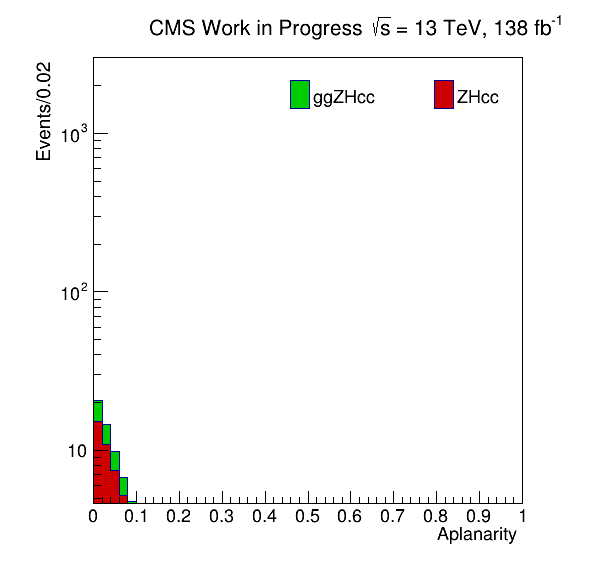 CMS Work in Progress √s = 13 TeV, 138 fb⁻¹
Events/0.02
ggZHcc ZHcc
10³
10²
10
0 0.1 0.2 0.3 0.4 0.5 0.6 0.7 0.8 0.9 1
Aplanarity